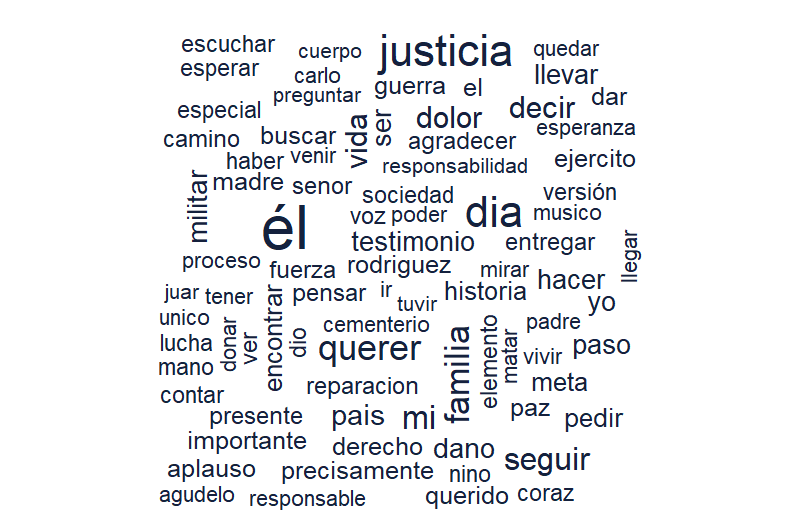 escuchar cuerpo justicia quedar
esperar carlo guerra el llevar
preguntar
especial vida ser dolor decir dar
camino buscar agradecer esperanza
haber venir responsabilidad ejercito
militar madre senor sociedad versión
él voz poder dia musico
testimonio entregar llegar
proceso fuerza rodriguez mirar hacer
juar tener encontrar pensar ir tuvir historia yo
unico donar ver dio cementerio familia elemento matar padre
lucha querer vivir paso
mano reparacion meta
contar
presente pais mi paz pedir
importante derecho dano seguir
aplauso precisamente nino
agudelo responsable querido coraz